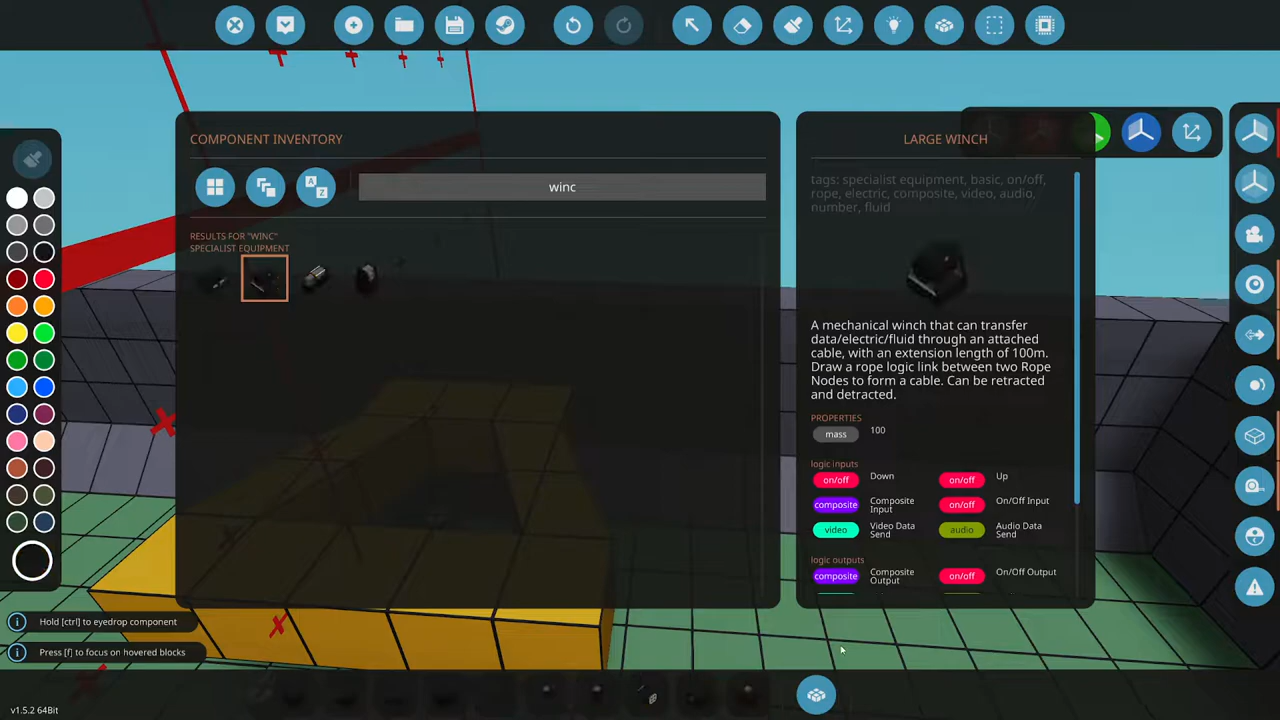 COMPONENT INVENTORY
winc
RESULTS FOR "WINC"
SPECIALIST EQUIPMENT
LARGE WINCH
tags: specialist equipment, basic, on/off,
rope, electric, composite, video, audio,
number, fluid
A mechanical winch that can transfer
data/electric/fluid through an attached
cable, with an extension length of 100m.
Draw a rope logic link between two Rope
Nodes to form a cable. Can be retracted
and detracted.
PROPERTIES
mass 100
logic inputs
on/off Down on/off Up
composite Composite Input on/off On/Off Input
video Video Data Send audio Audio Data Send
logic outputs
composite Composite Output on/off On/Off Output
Hold [ctrl] to eyedrop component
Press [f] to focus on hovered blocks
v1.5.2 64Bit